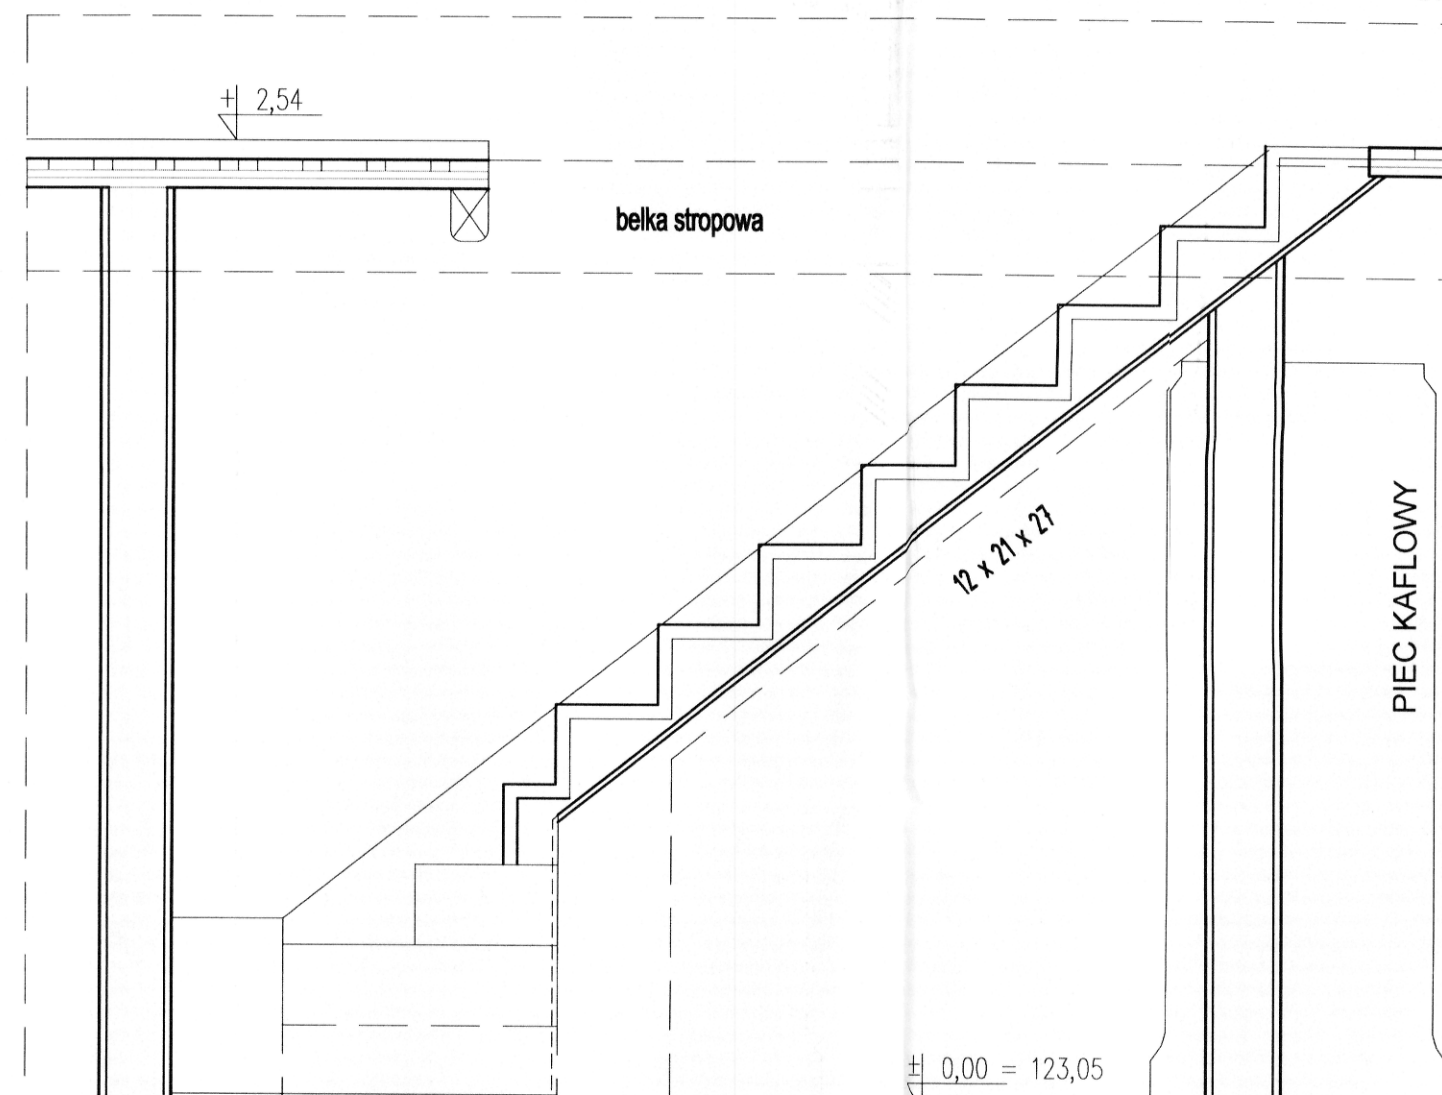 ± 2,54
belka stropowa
12 x 21 x 27
PIEC KAFLOWY
± 0,00 = 123,05